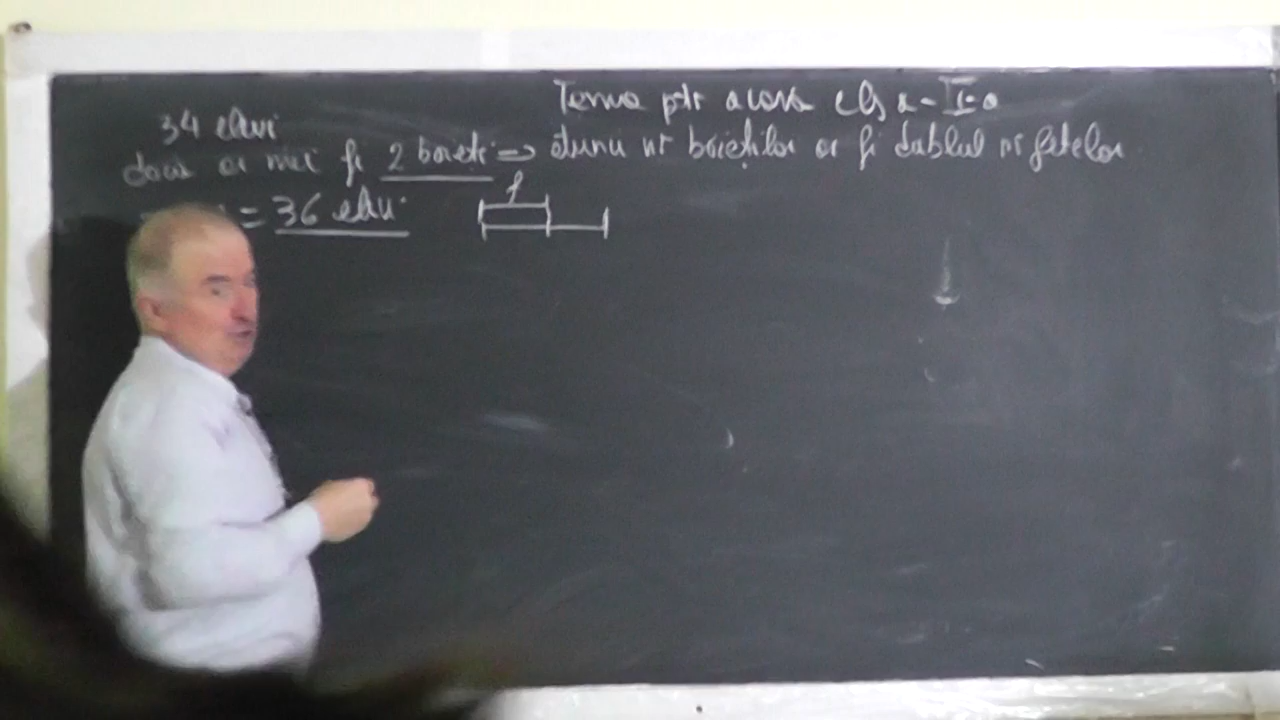 Tema ptr acasa cls a-II-a
34 elevi
daca ar mai fi 2 baieti => atunci nr baietilor ar fi dublul nr fetelor
= 36 elevi
f